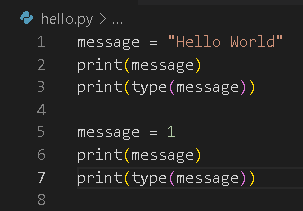 hello.py > ...
1 message = "Hello World"
2 print(message)
3 print(type(message))
4
5 message = 1
6 print(message)
7 print(type(message))
8